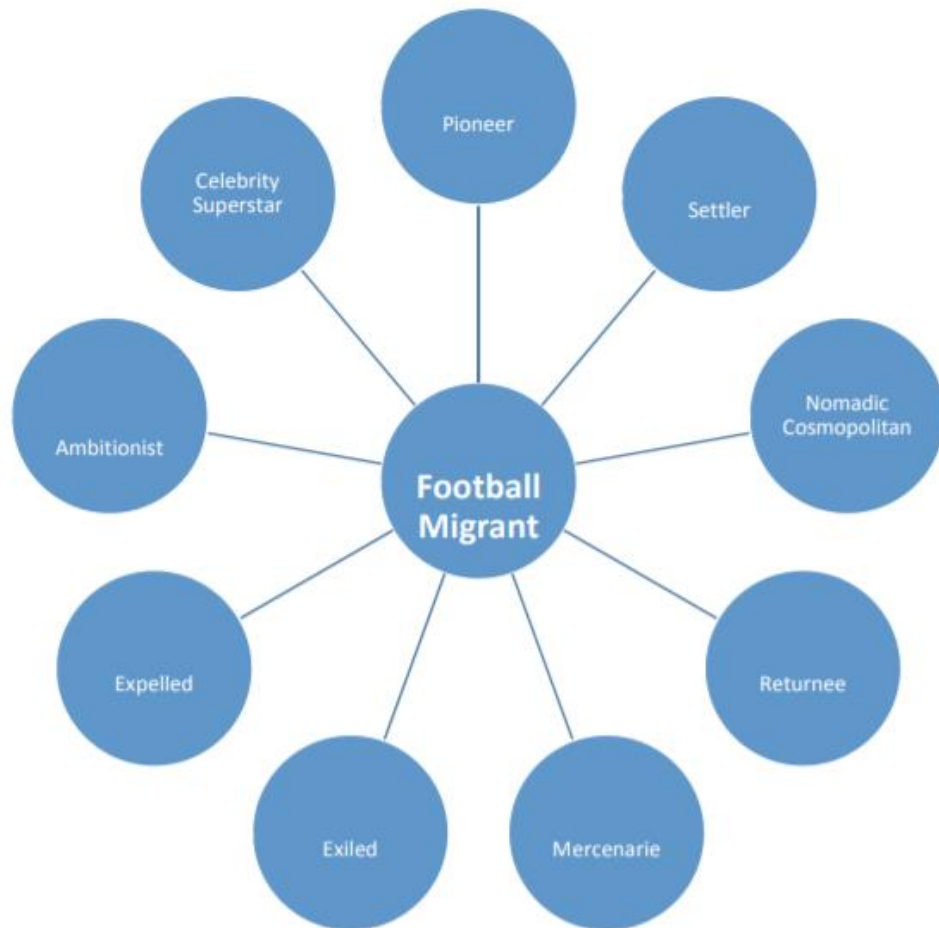 Pioneer
Celebrity
Superstar
Settler
Nomadic
Cosmopolitan
Ambitionist
Football
Migrant
Expelled
Returnee
Exiled
Mercenarie